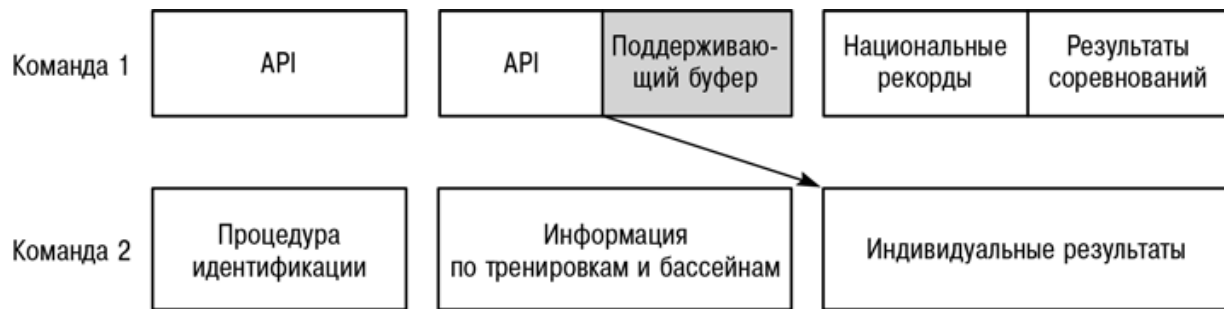 Команда 1
API
API
Поддерживаю-
щий буфер
Национальные
рекорды
Результаты
соревнований
Команда 2
Процедура
идентификации
Информация
по тренировкам и бассейнам
Индивидуальные результаты